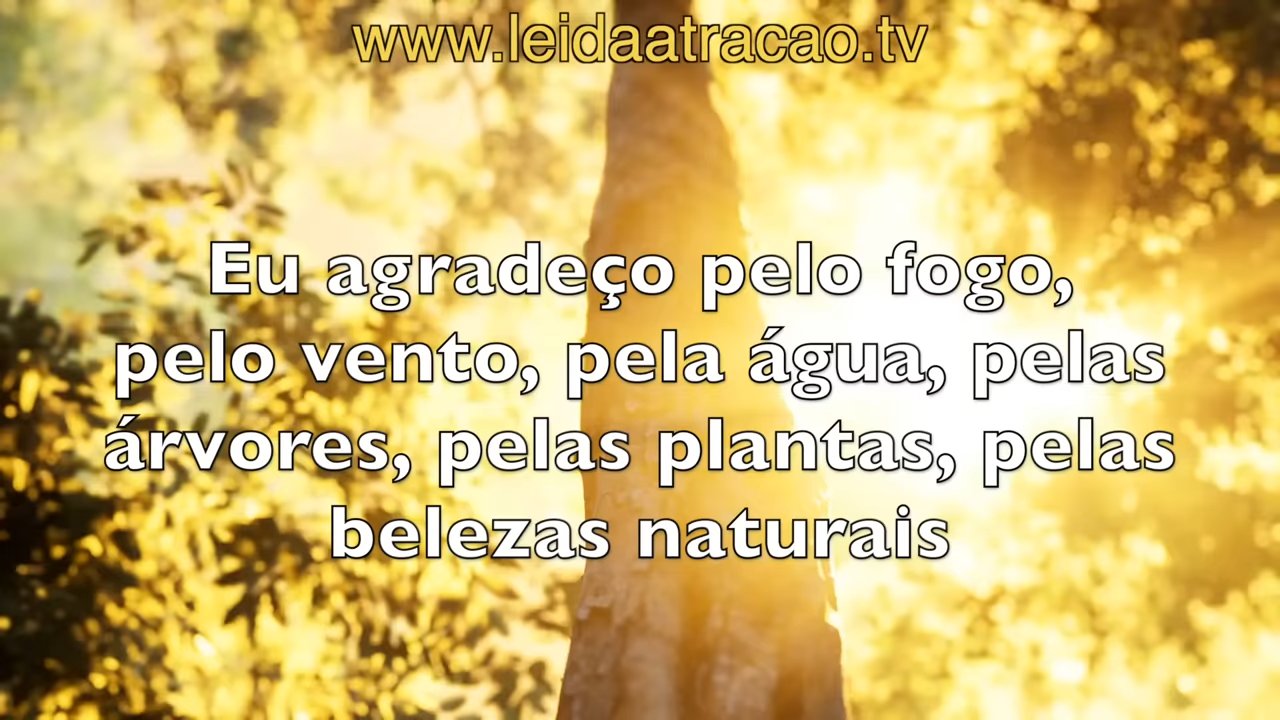 www.leidaatracao.tv
Eu agradeço pelo fogo,
pelo vento, pela água, pelas
árvores, pelas plantas, pelas
belezas naturais